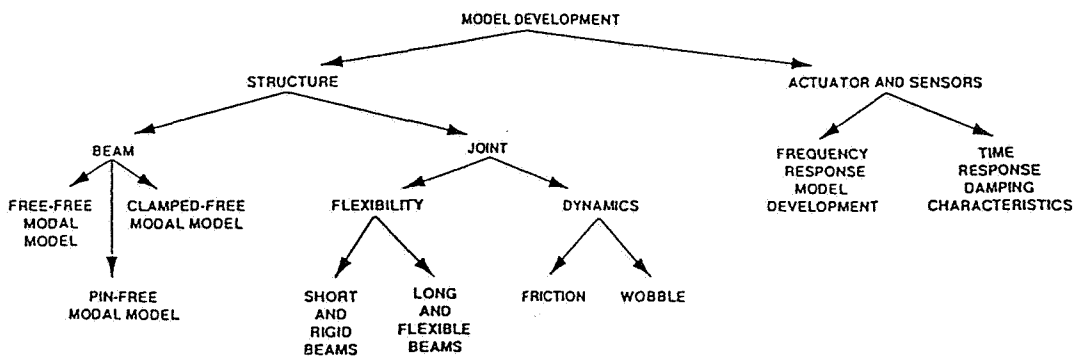 MODEL DEVELOPMENT
STRUCTURE
ACTUATOR AND SENSORS
BEAM
JOINT
FREQUENCY
RESPONSE
MODEL
DEVELOPMENT
TIME
RESPONSE
DAMPING
CHARACTERISTICS
FREE-FREE
MODAL
MODEL
CLAMPED-FREE
MODAL MODEL
FLEXIBILITY
DYNAMICS
PIN-FREE
MODAL MODEL
SHORT
AND
RIGID
BEAMS
LONG
AND
FLEXIBLE
BEAMS
FRICTION
WOBBLE